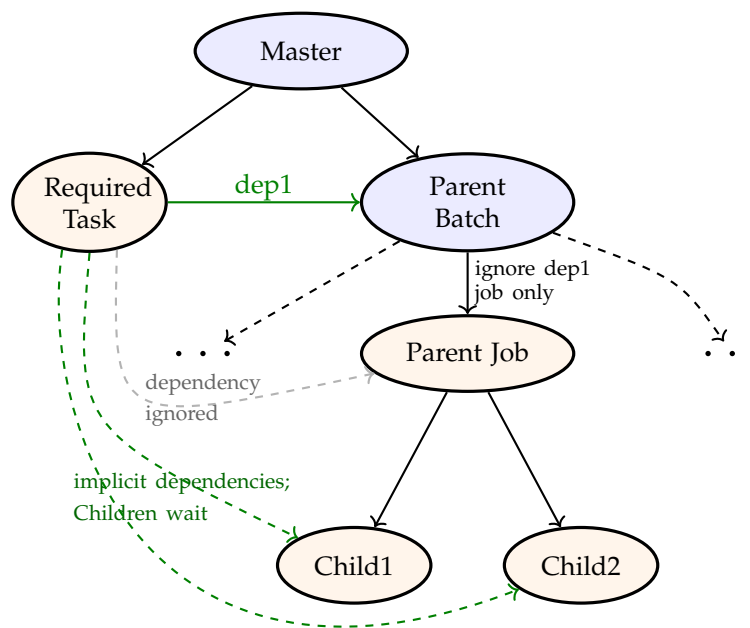 Master
Required
Task
dep1
Parent
Batch
ignore dep1
job only
. . .
Parent Job
. .
dependency
ignored
implicit dependencies;
Children wait
Child1
Child2